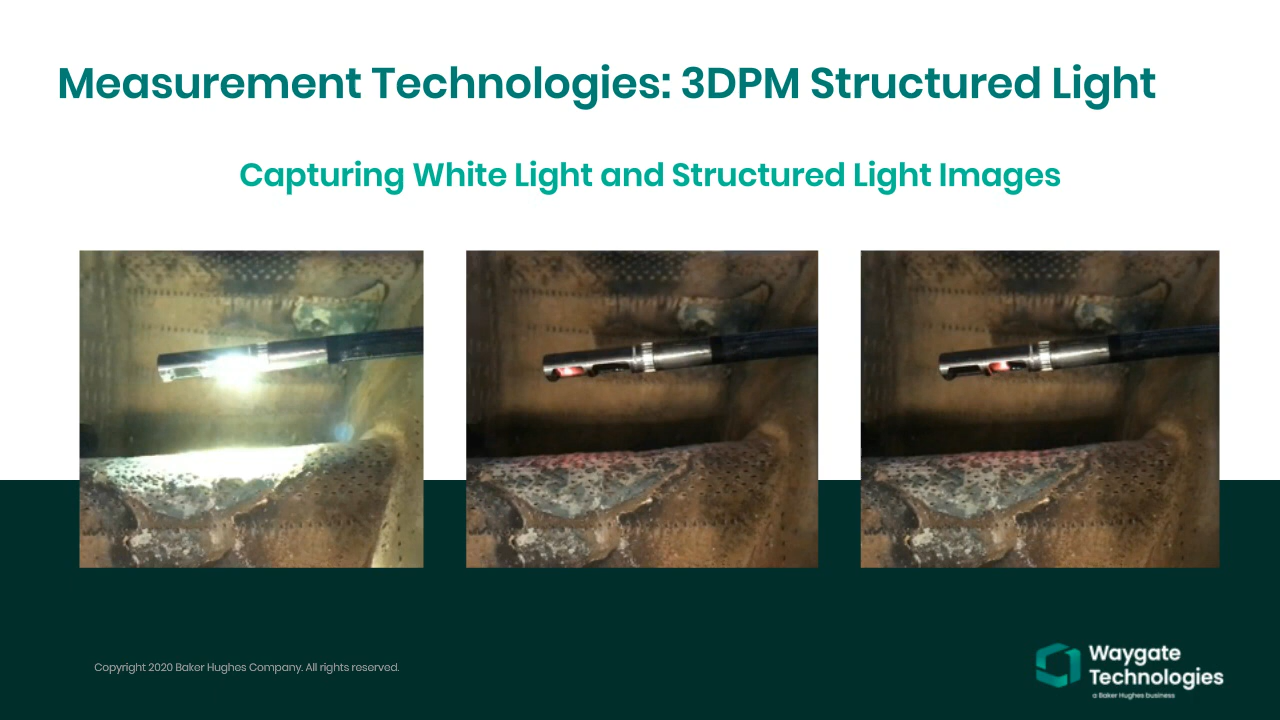 Measurement Technologies: 3DPM Structured Light
Capturing White Light and Structured Light Images
Copyright 2020 Baker Hughes Company. All rights reserved.
Waygate
Technologies
a Baker Hughes business